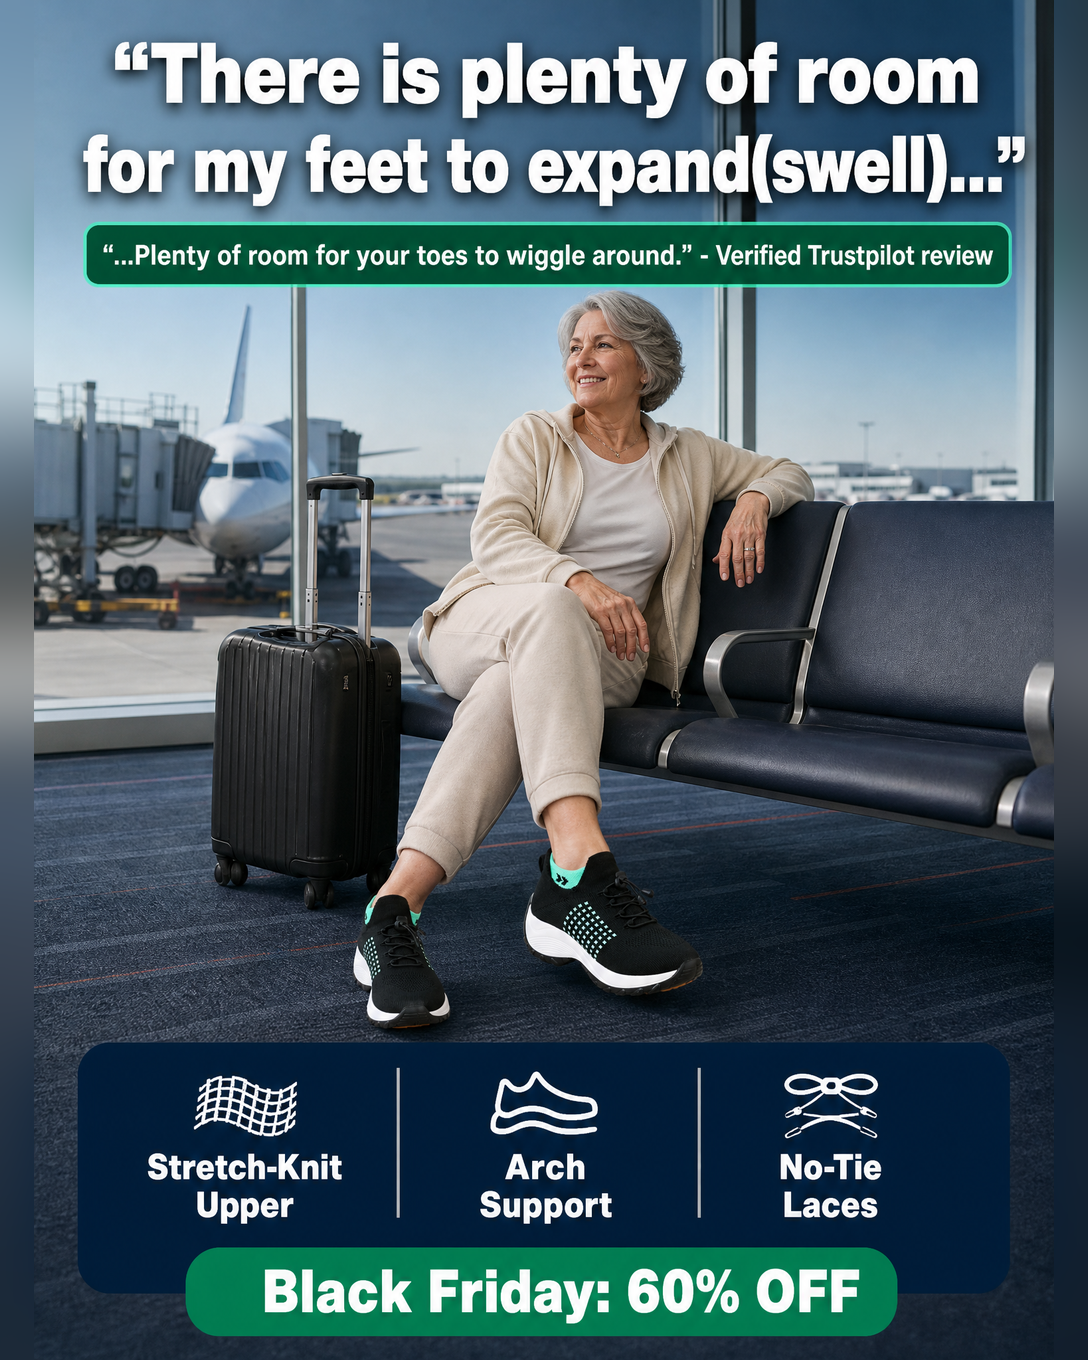 “There is plenty of room
for my feet to expand(swell)...”
“...Plenty of room for your toes to wiggle around.” - Verified Trustpilot review
Stretch-Knit
Upper
Arch
Support
No-Tie
Laces
Black Friday: 60% OFF